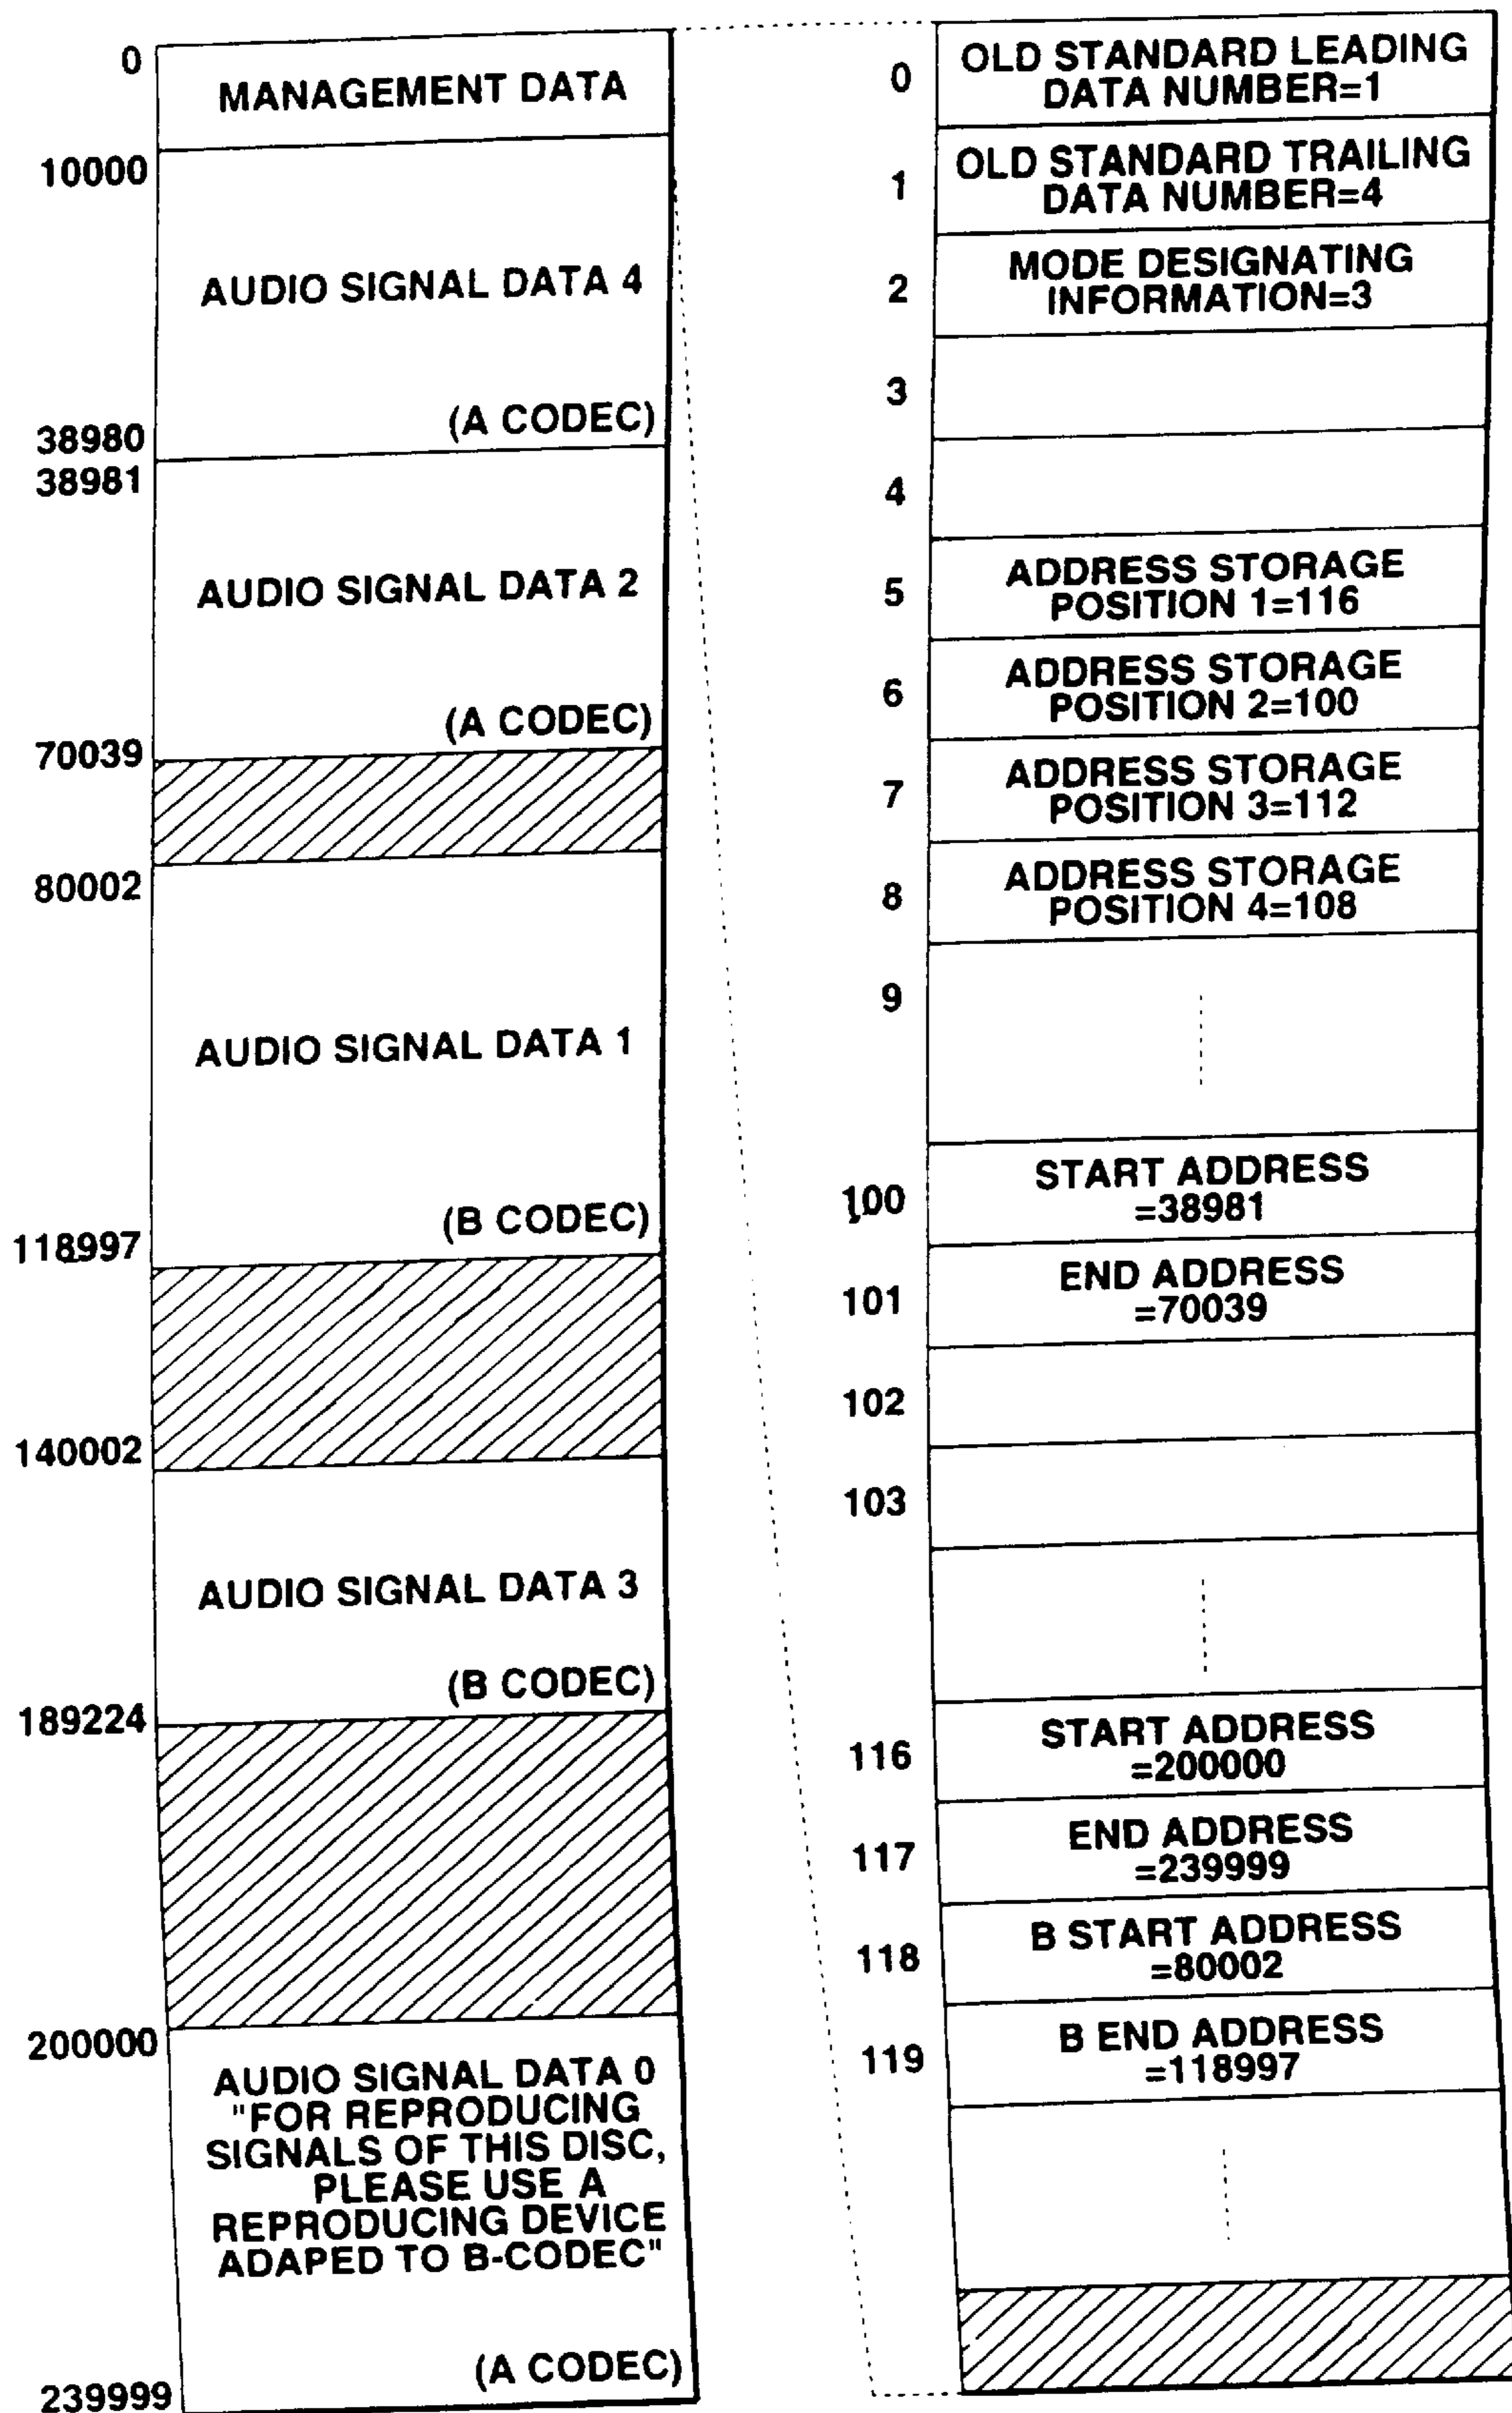 0
MANAGEMENT DATA
10000
AUDIO SIGNAL DATA 4
(A CODEC)
38980
38981
AUDIO SIGNAL DATA 2
(A CODEC)
70039
80002
AUDIO SIGNAL DATA 1
(B CODEC)
118997
140002
AUDIO SIGNAL DATA 3
(B CODEC)
189224
200000
AUDIO SIGNAL DATA 0
"FOR REPRODUCING
SIGNALS OF THIS DISC,
PLEASE USE A
REPRODUCING DEVICE
ADAPED TO B-CODEC"
(A CODEC)
239999
0
OLD STANDARD LEADING
DATA NUMBER=1
1
OLD STANDARD TRAILING
DATA NUMBER=4
2
MODE DESIGNATING
INFORMATION=3
3
4
5
ADDRESS STORAGE
POSITION 1=116
6
ADDRESS STORAGE
POSITION 2=100
7
ADDRESS STORAGE
POSITION 3=112
8
ADDRESS STORAGE
POSITION 4=108
9
100
START ADDRESS
=38981
101
END ADDRESS
=70039
102
103
116
START ADDRESS
=200000
117
END ADDRESS
=239999
118
B START ADDRESS
=80002
119
B END ADDRESS
=118997